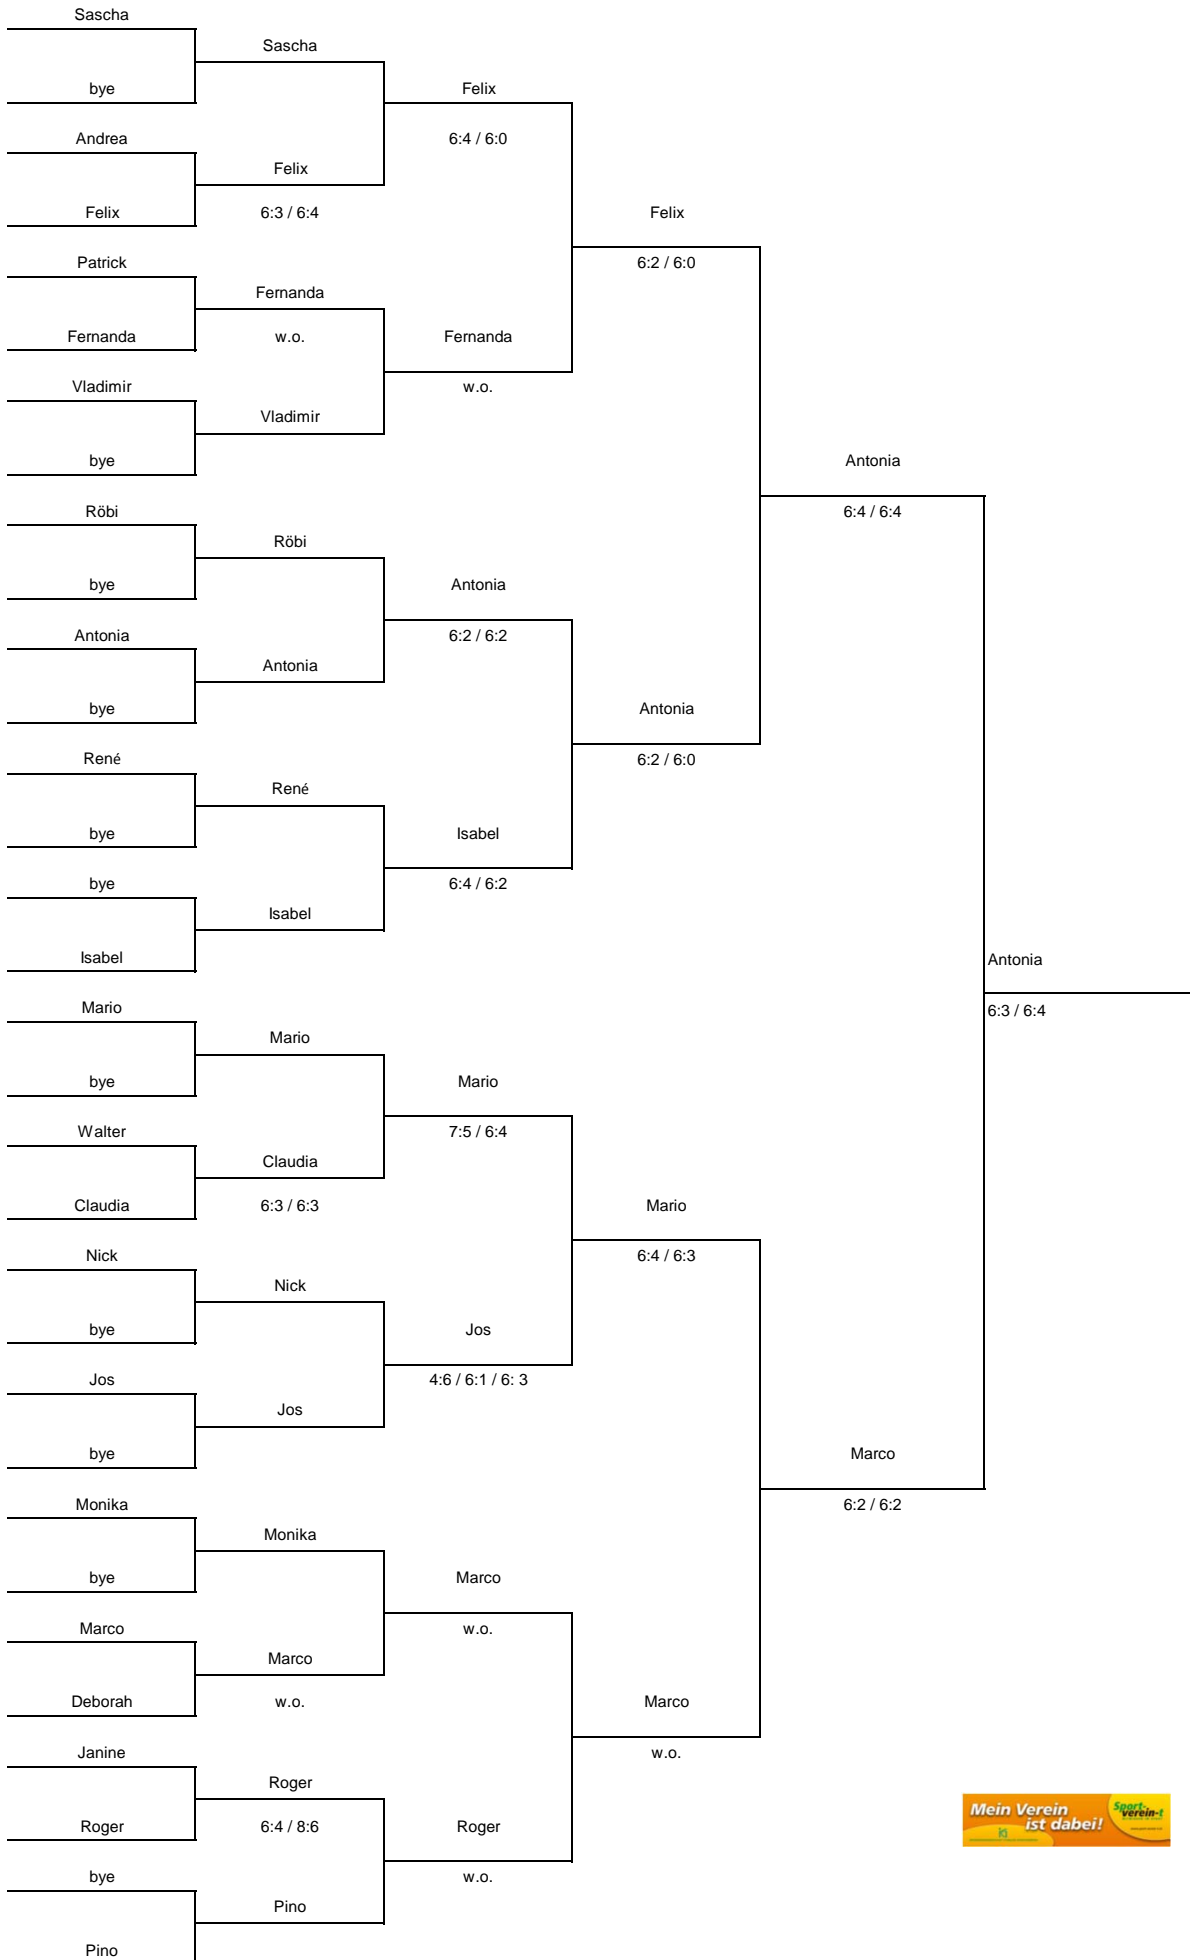 Sascha
Sascha
bye
Felix
Andrea
6:4 / 6:0
Felix
Felix
6:3 / 6:4
Felix
Patrick
6:2 / 6:0
Fernanda
Fernanda
w.o.
Fernanda
Vladimir
w.o.
Vladimir
bye
Antonia
Röbi
6:4 / 6:4
Röbi
bye
Antonia
Antonia
6:2 / 6:2
Antonia
bye
Antonia
René
6:2 / 6:0
René
bye
Isabel
bye
6:4 / 6:2
Isabel
Isabel
Antonia
Mario
6:3 / 6:4
Mario
bye
Mario
Walter
7:5 / 6:4
Claudia
Claudia
6:3 / 6:3
Mario
Nick
6:4 / 6:3
Nick
bye
Jos
Jos
4:6 / 6:1 / 6: 3
Jos
bye
Marco
Monika
6:2 / 6:2
Monika
bye
Marco
Marco
w.o.
Marco
Deborah
w.o.
Marco
Janine
w.o.
Roger
Roger
6:4 / 8:6
Roger
bye
w.o.
Pino
Pino
Mein Verein
ist dabei!
Sport-
verein-t